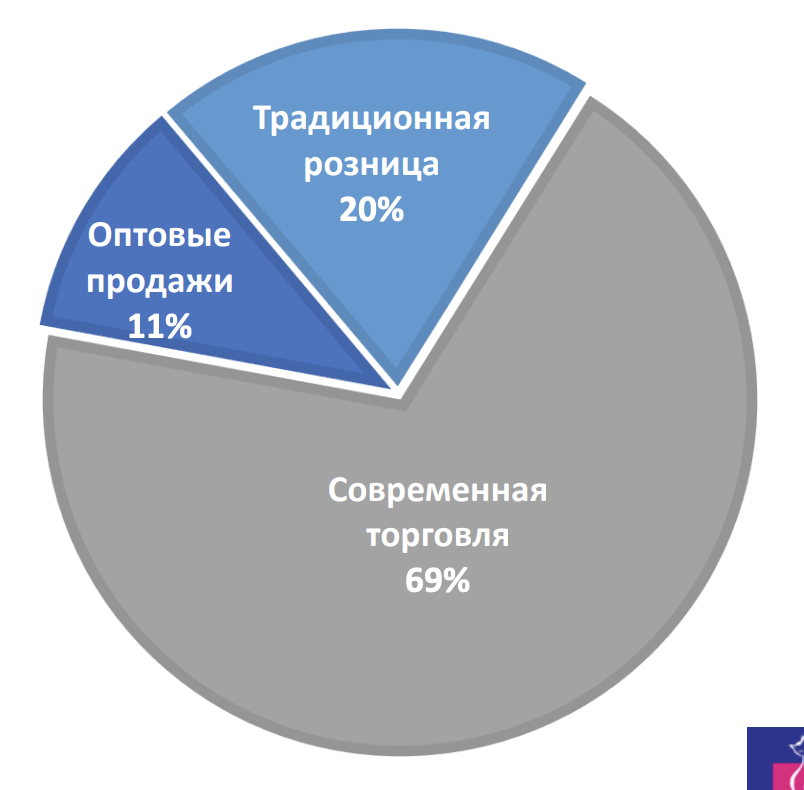 Традиционная
розница
20%
Оптовые
продажи
11%
Современная
торговля
69%